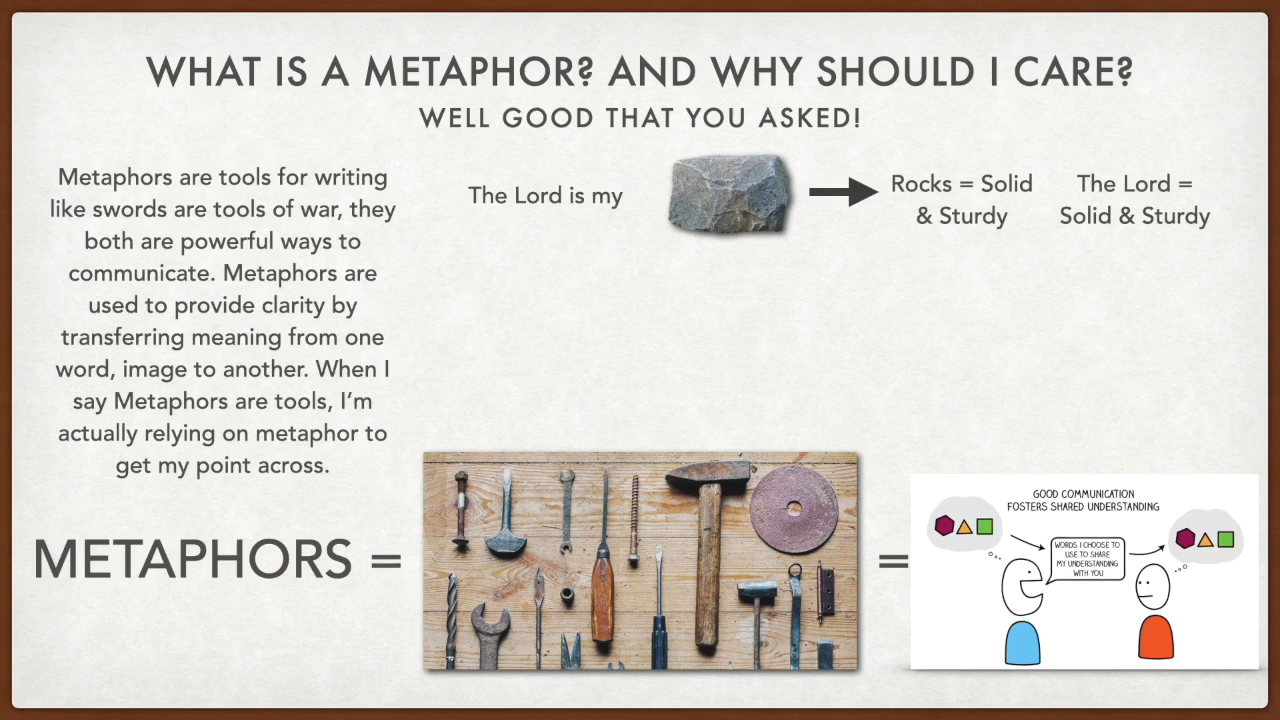 WHAT IS A METAPHOR? AND WHY SHOULD I CARE?
WELL GOOD THAT YOU ASKED!
Metaphors are tools for writing
like swords are tools of war, they
both are powerful ways to
communicate. Metaphors are
used to provide clarity by
transferring meaning from one
word, image to another. When I
say Metaphors are tools, I’m
actually relying on metaphor to
get my point across.
The Lord is my
Rocks = Solid
& Sturdy
The Lord =
Solid & Sturdy
METAPHORS =
=
GOOD COMMUNICATION
FOSTERS SHARED UNDERSTANDING
WORDS I CHOOSE TO
USE TO SHARE
MY UNDERSTANDING
WITH YOU